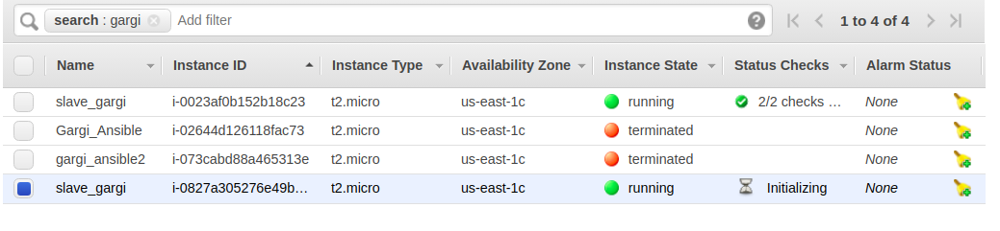 search : gargi Add filter 1 to 4 of 4
Name Instance ID Instance Type Availability Zone Instance State Status Checks Alarm Status
slave_gargi i-0023af0b152b18c23 t2.micro us-east-1c running 2/2 checks ... None
Gargi_Ansible i-02644d126118fac73 t2.micro us-east-1c terminated None
gargi_ansible2 i-073cabd88a465313e t2.micro us-east-1c terminated None
slave_gargi i-0827a305276e49b... t2.micro us-east-1c running Initializing None